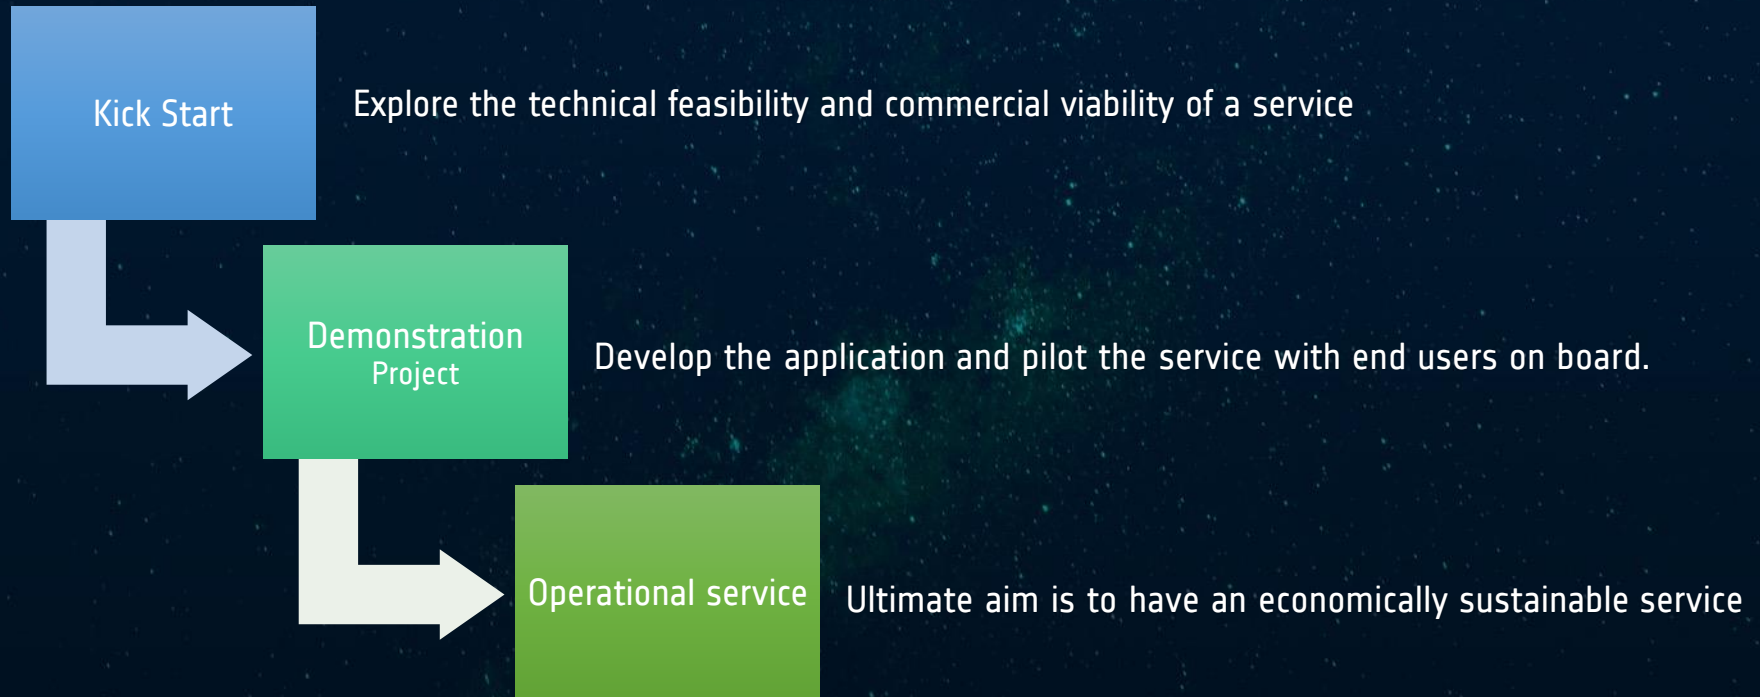 Kick Start
Explore the technical feasibility and commercial viability of a service
Demonstration
Project
Develop the application and pilot the service with end users on board.
Operational service
Ultimate aim is to have an economically sustainable service